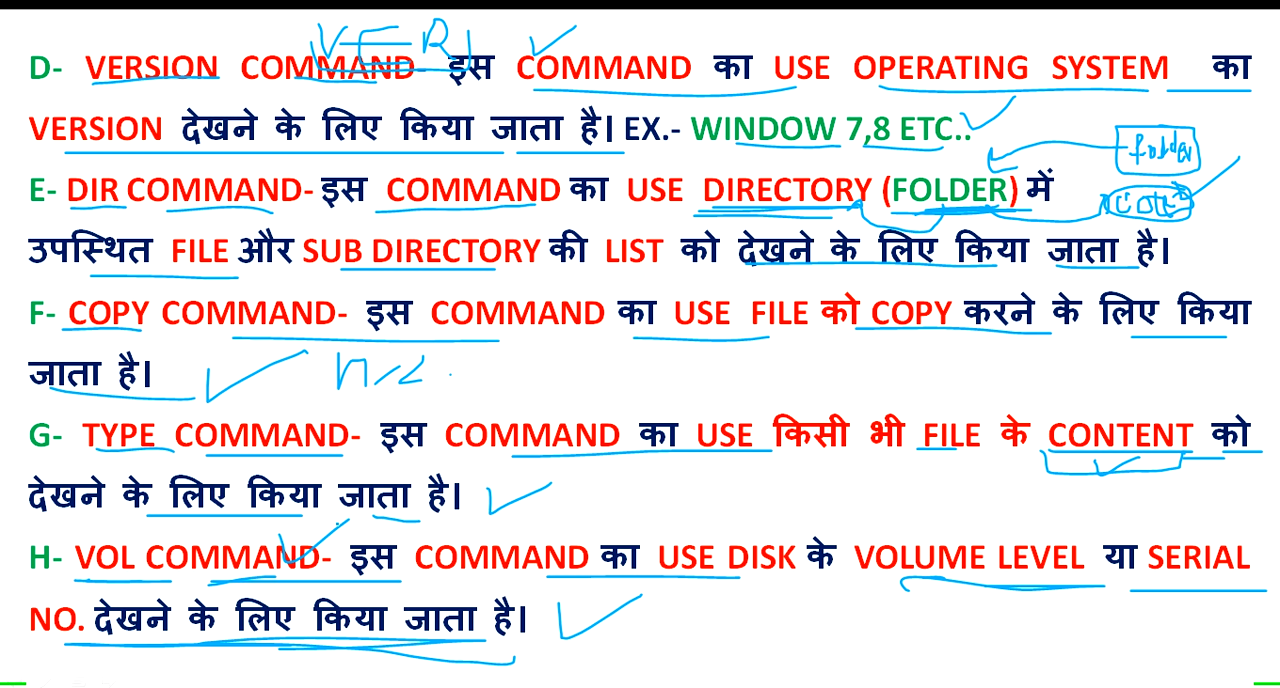 VER
D- VERSION COMMAND- इस COMMAND का USE OPERATING SYSTEM का
VERSION देखने के लिए किया जाता है। EX.- WINDOW 7,8 ETC..
folder
E- DIR COMMAND- इस COMMAND का USE DIRECTORY (FOLDER) में
उपस्थित FILE और SUB DIRECTORY की LIST को देखने के लिए किया जाता है।
F- COPY COMMAND- इस COMMAND का USE FILE को COPY करने के लिए किया
जाता है।
G- TYPE COMMAND- इस COMMAND का USE किसी भी FILE के CONTENT को
देखने के लिए किया जाता है।
H- VOL COMMAND- इस COMMAND का USE DISK के VOLUME LEVEL या SERIAL
NO. देखने के लिए किया जाता है।